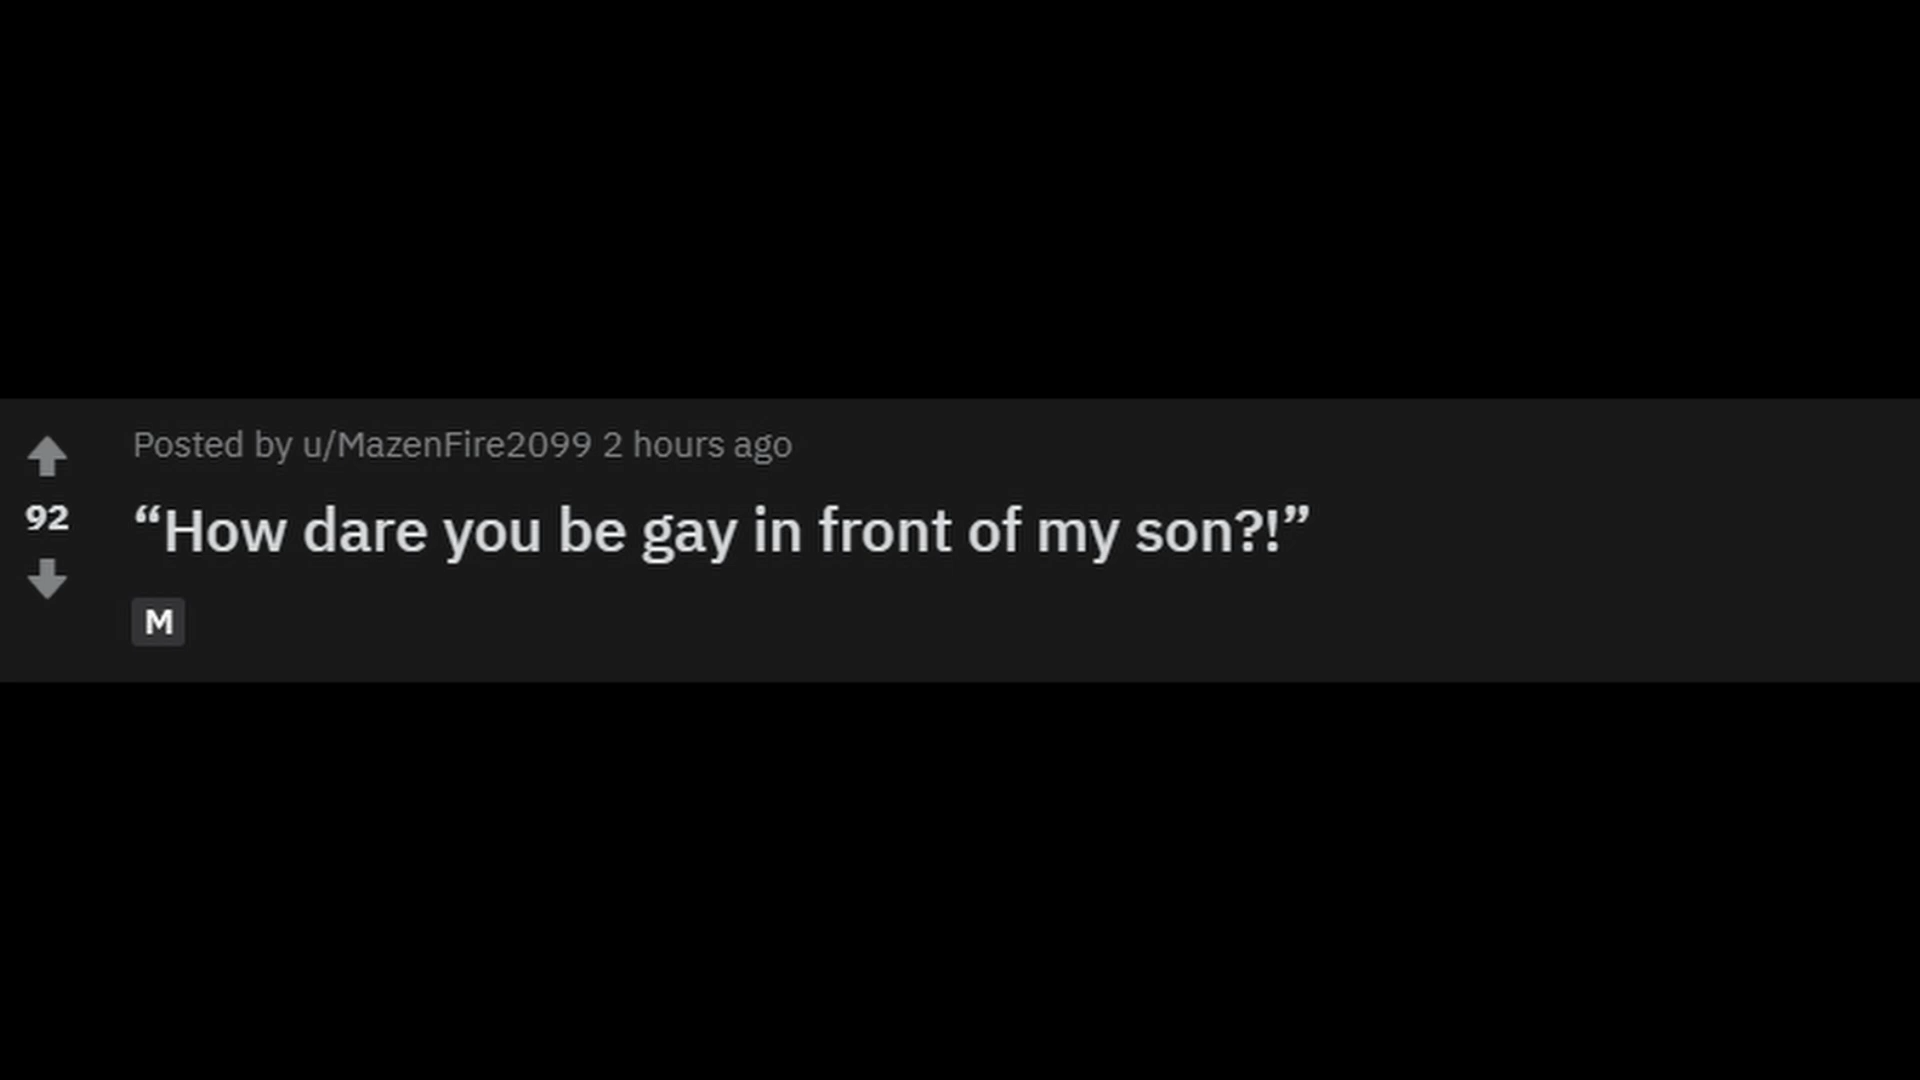 Posted by u/MazenFire2099 2 hours ago
92
“How dare you be gay in front of my son?!”
M